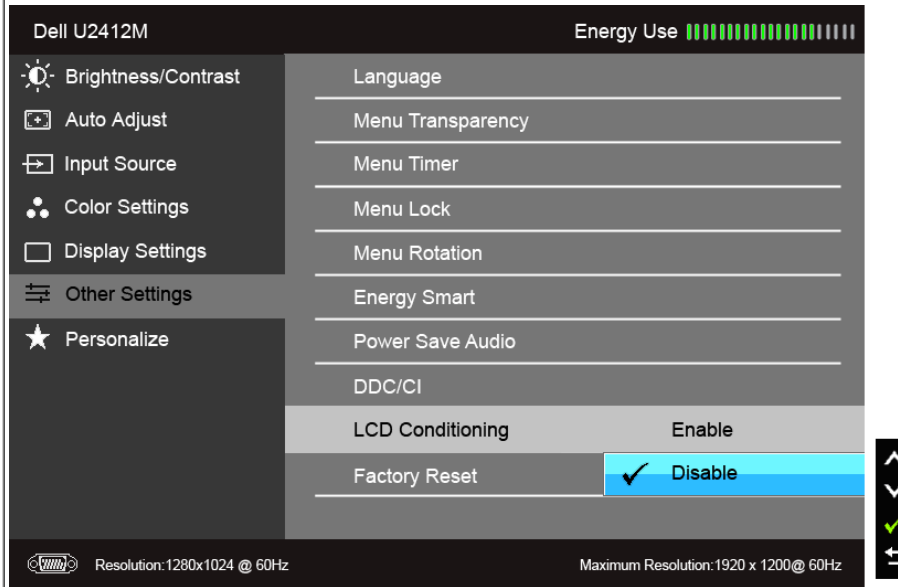 Dell U2412M
Energy Use
Brightness/Contrast
Auto Adjust
Input Source
Color Settings
Display Settings
Other Settings
Personalize
Language
Menu Transparency
Menu Timer
Menu Lock
Menu Rotation
Energy Smart
Power Save Audio
DDC/CI
LCD Conditioning Enable
Factory Reset Disable
Resolution:1280x1024 @ 60Hz
Maximum Resolution:1920 x 1200@ 60Hz